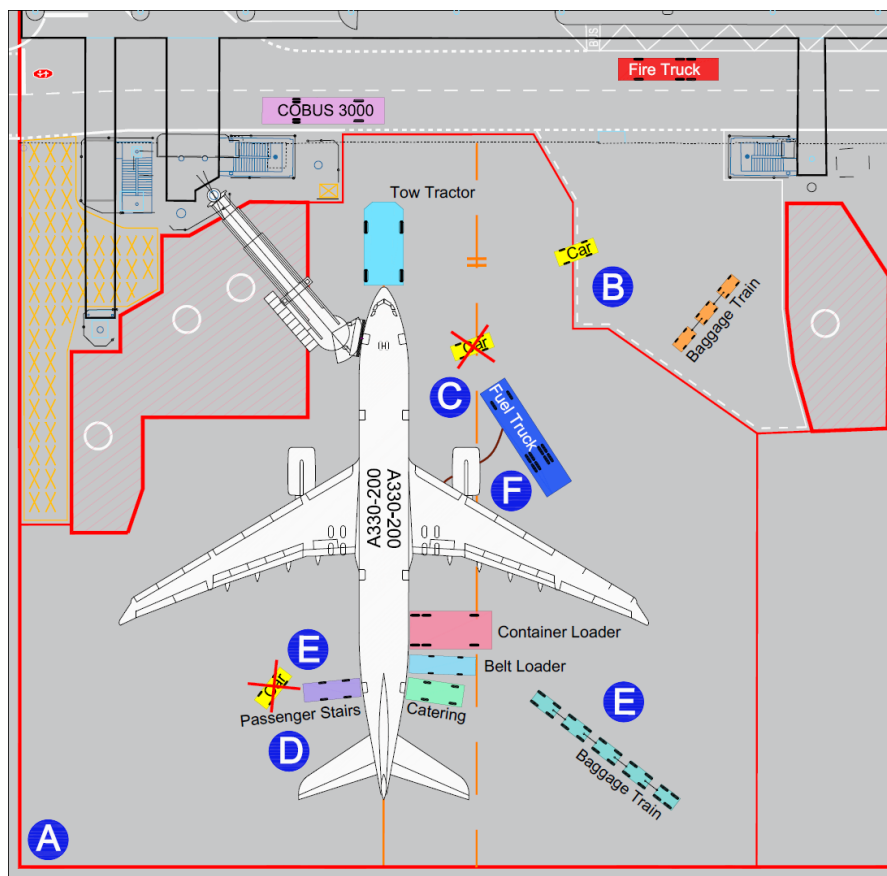 BUS
Fire Truck
COBUS 3000
Tow Tractor
Car
B
Baggage Train
Car
C
Fuel Truck
F
A330-200
A330-200
Container Loader
E
Belt Loader
Car
Passenger Stairs
Catering
E
D
Baggage Train
A